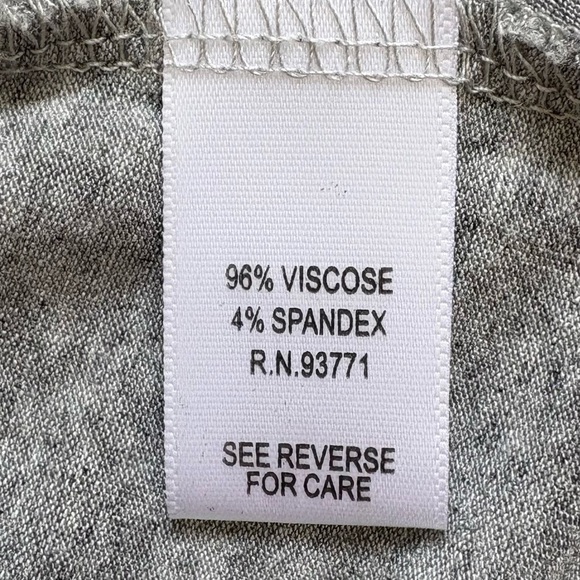 96% VISCOSE
4% SPANDEX
R.N.93771
SEE REVERSE
FOR CARE